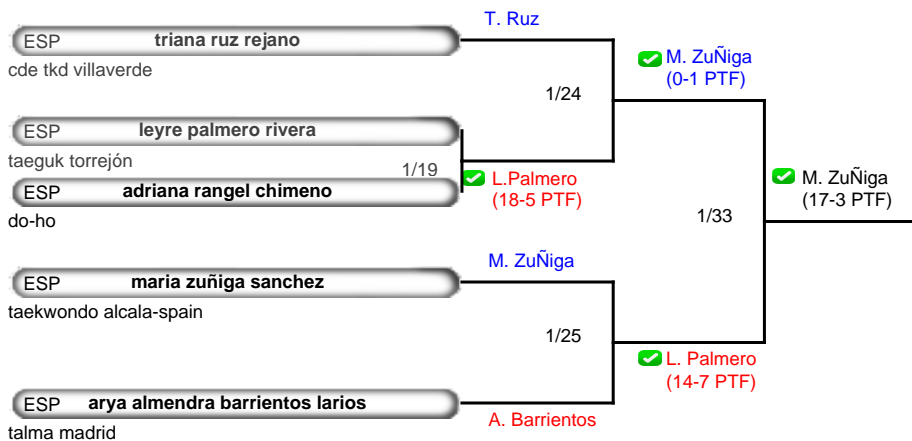 T. Ruz
ESP triana ruz rejano
cde tkd villaverde
M. ZuÑiga
(0-1 PTF)
1/24
ESP leyre palmero rivera
taeguk torrejón
1/19
ESP adriana rangel chimeno
do-ho
L.Palmero
(18-5 PTF)
M. ZuÑiga
(17-3 PTF)
1/33
M. ZuÑiga
ESP maria zuñiga sanchez
taekwondo alcala-spain
1/25
L. Palmero
(14-7 PTF)
ESP arya almendra barrientos larios
A. Barrientos
talma madrid